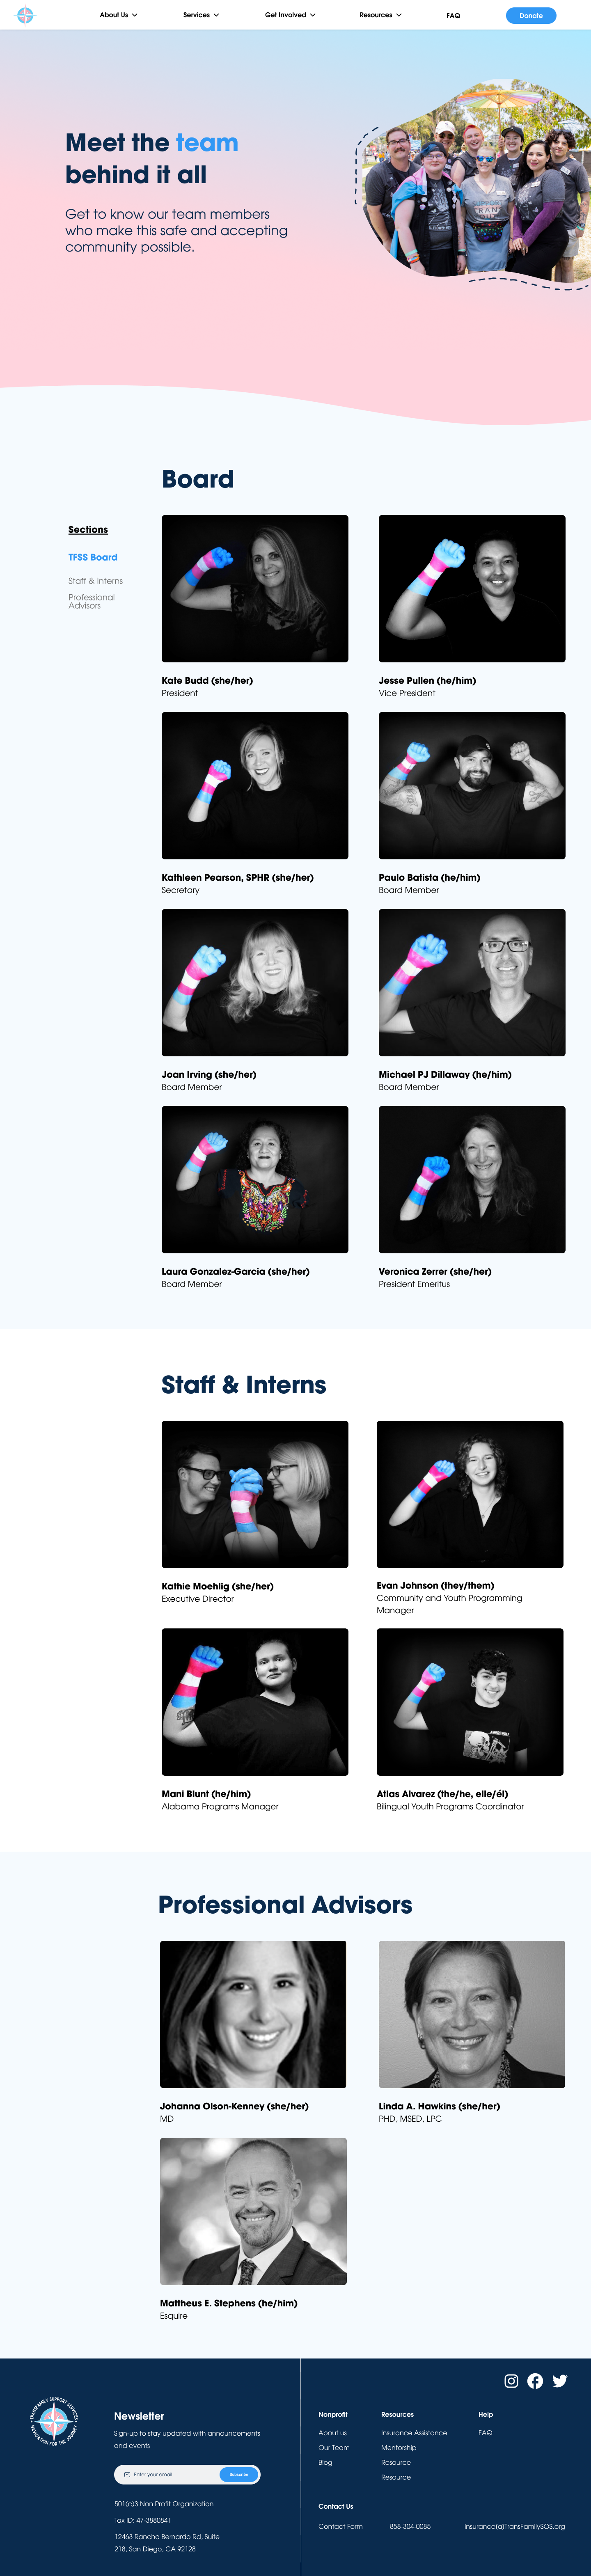 About Us
Services
Get Involved
Resources
FAQ
Donate
Meet the team
behind it all
Get to know our team members
who make this safe and accepting
community possible.
SUPPORT
TRANS
Board
Sections
TFSS Board
Staff & Interns
Professional
Advisors
Kate Budd (she/her)
President
Jesse Pullen (he/him)
Vice President
Kathleen Pearson, SPHR (she/her)
Secretary
Paulo Batista (he/him)
Board Member
Joan Irving (she/her)
Board Member
Michael PJ Dillaway (he/him)
Board Member
Laura Gonzalez-Garcia (she/her)
Board Member
Veronica Zerrer (she/her)
President Emeritus
Staff & Interns
Kathie Moehlig (she/her)
Executive Director
Evan Johnson (they/them)
Community and Youth Programming
Manager
Mani Blunt (he/him)
Alabama Programs Manager
Atlas Alvarez (the/he, elle/él)
Bilingual Youth Programs Coordinator
Professional Advisors
Johanna Olson-Kenney (she/her)
MD
Linda A. Hawkins (she/her)
PHD, MSED, LPC
Mattheus E. Stephens (he/him)
Esquire
TRANSFAMILY SUPPORT SERVICES
NAVIGATION FOR THE JOURNEY
Newsletter
Sign-up to stay updated with announcements
and events
Enter your email
Subscribe
501(c)3 Non Profit Organization
Tax ID: 47-3880841
12463 Rancho Bernardo Rd, Suite
218, San Diego, CA 92128
Nonprofit
About us
Our Team
Blog
Resources
Insurance Assistance
Mentorship
Resource
Resource
Help
FAQ
Contact Us
Contact Form
858-304-0085
insurance(a)TransFamilySOS.org